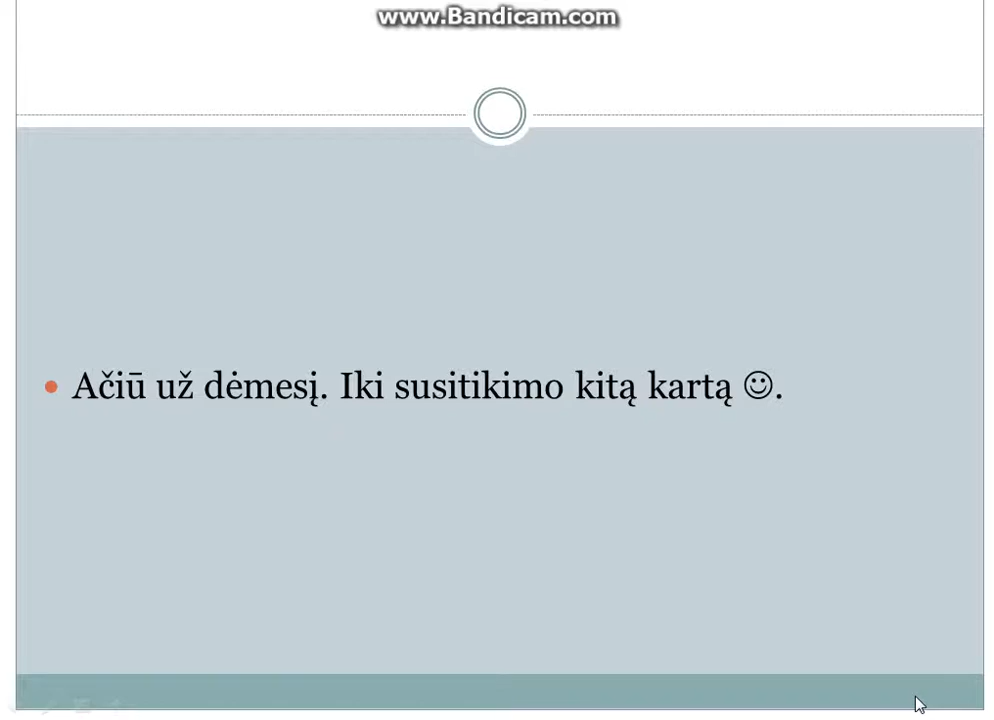 www.Bandicam.com
• Ačiū už dėmesį. Iki susitikimo kitą kartą ☺.